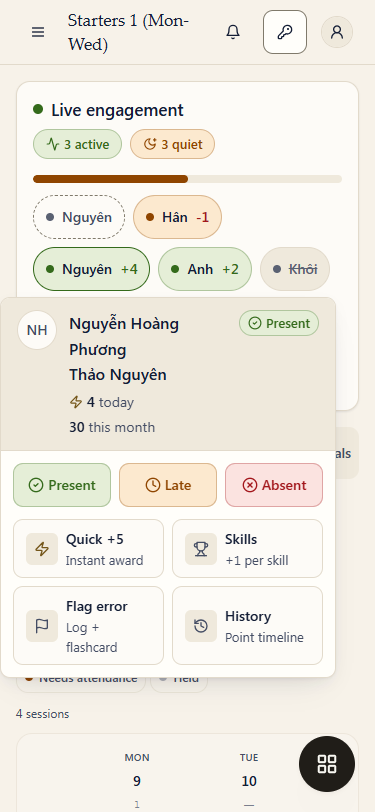 Starters 1 (Mon-
Wed)
Live engagement
3 active
3 quiet
Nguyên
Hân -1
Nguyên +4
Anh +2
Khôi
NH
Nguyễn Hoàng
Phương
Thảo Nguyên
Present
4 today
30 this month
als
Present
Late
Absent
Quick +5
Instant award
Skills
+1 per skill
Flag error
Log +
flashcard
History
Point timeline
Needs attendance
Held
4 sessions
MON
TUE
9
10
1
—